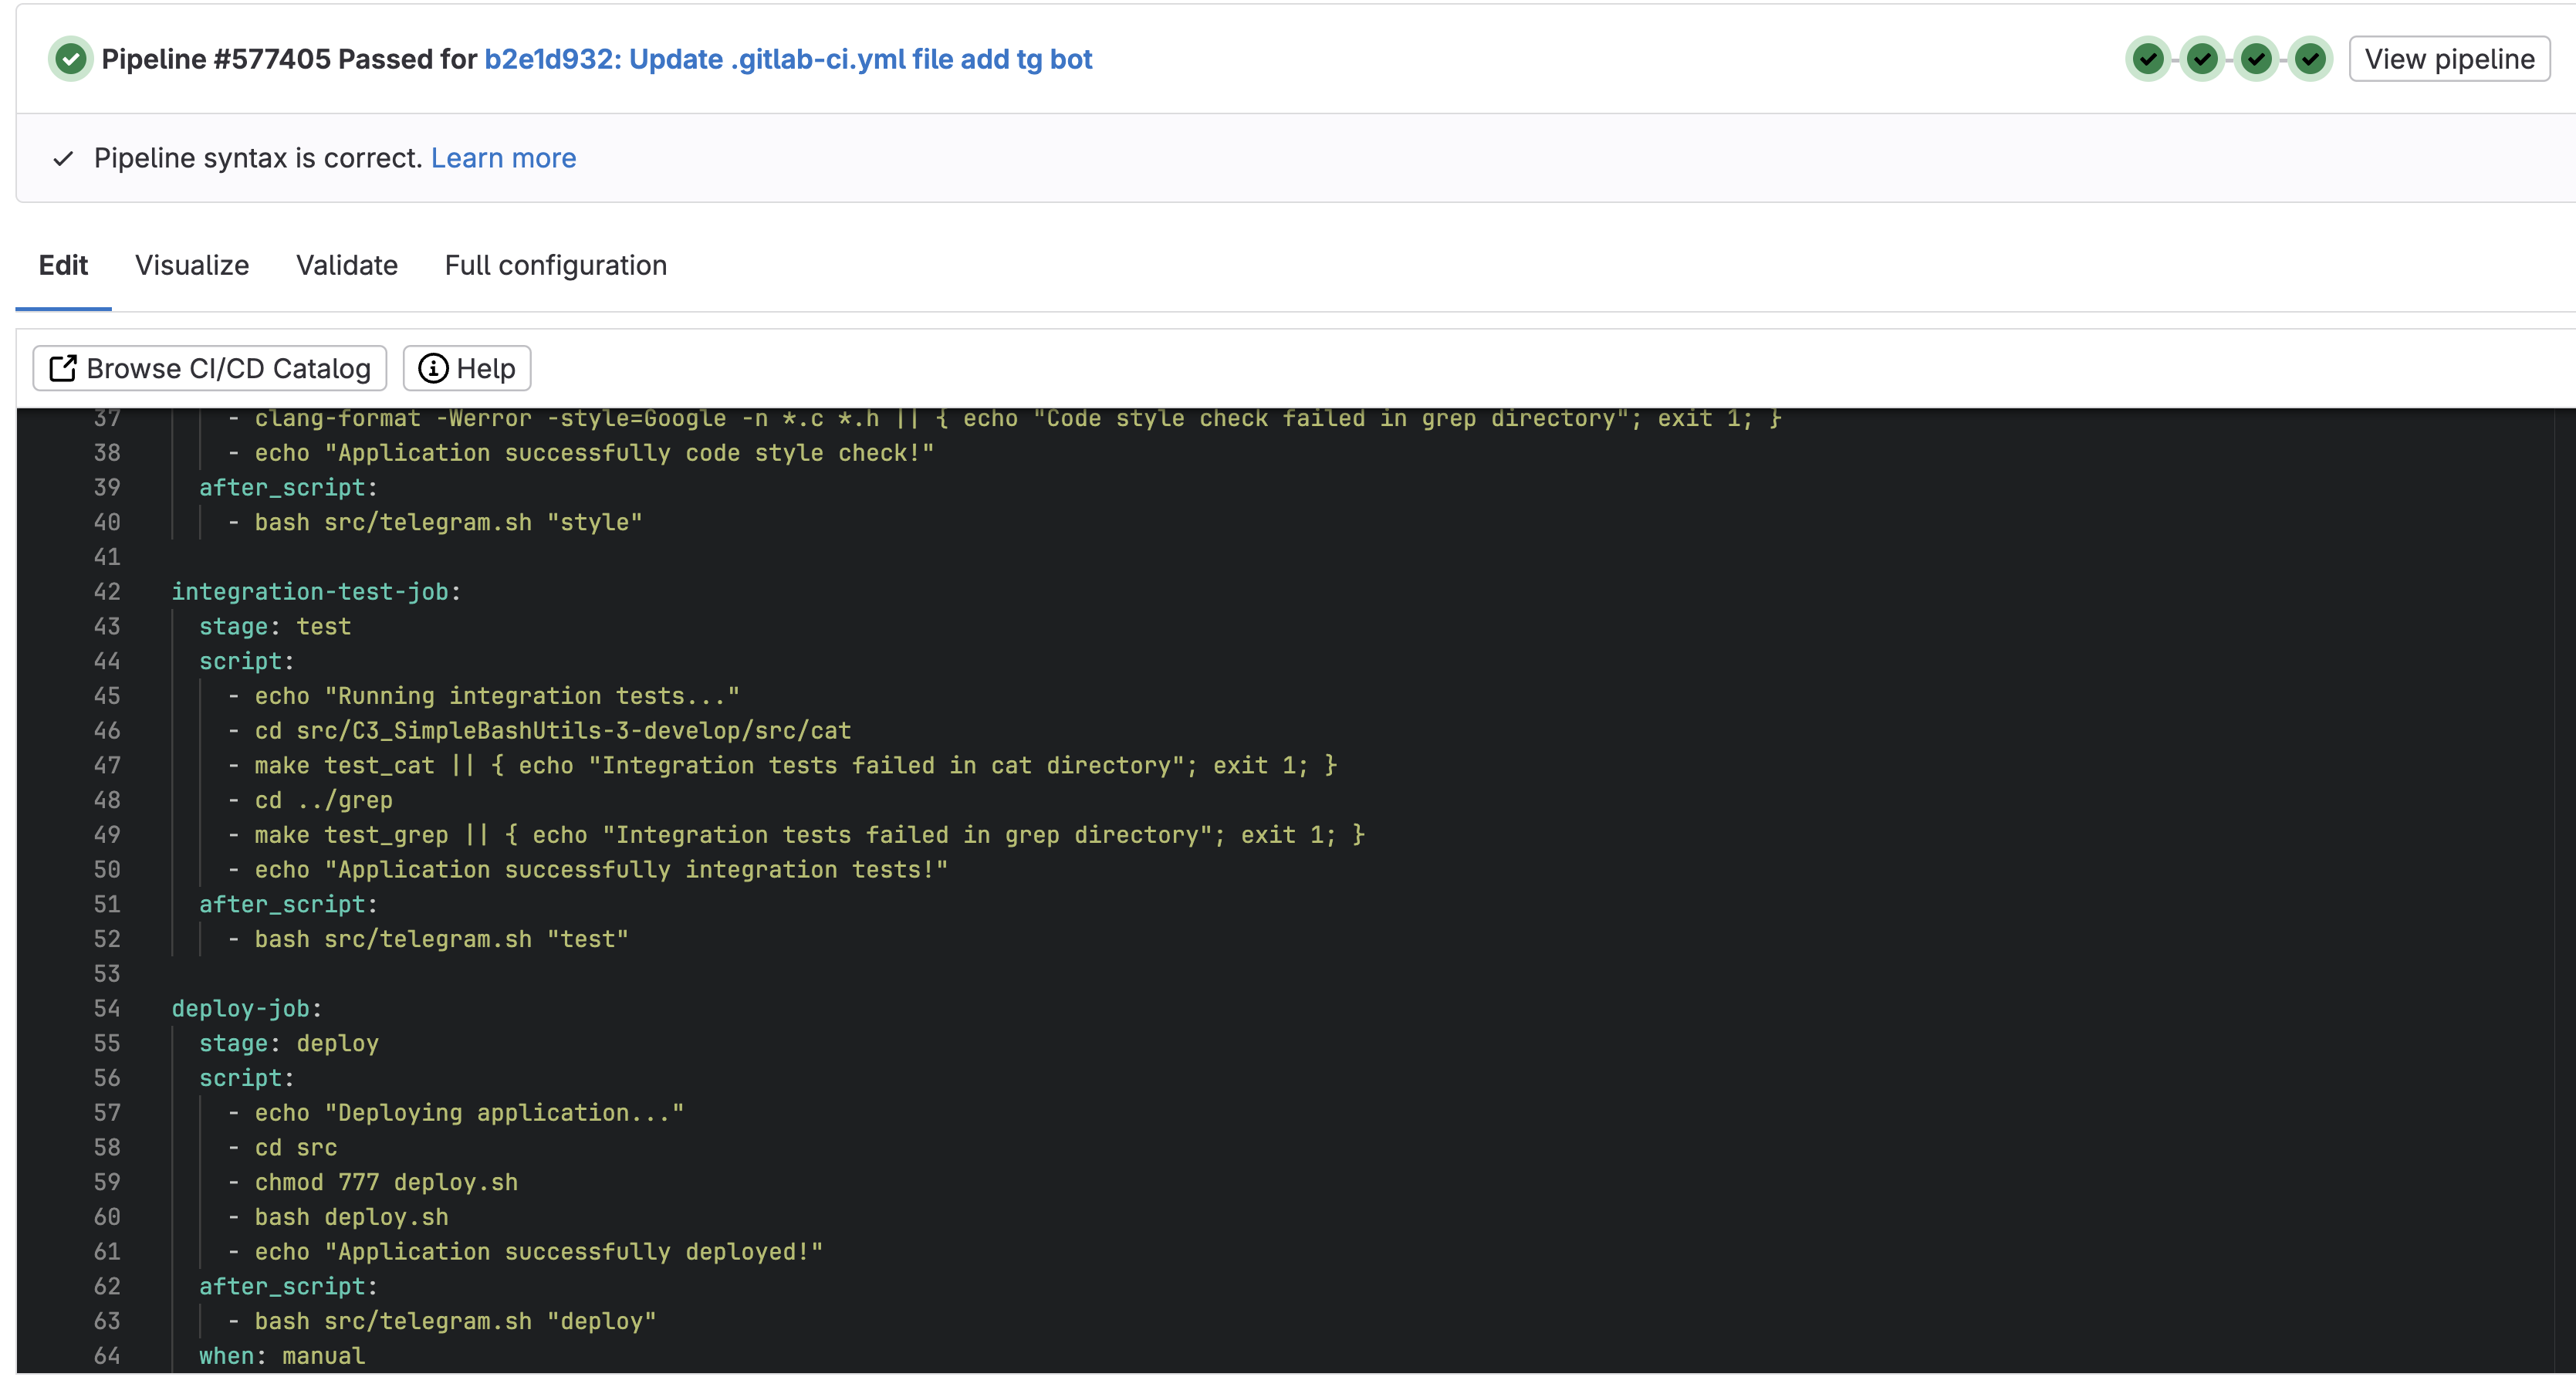 Pipeline #577405 Passed for b2e1d932: Update .gitlab-ci.yml file add tg bot
View pipeline
Pipeline syntax is correct. Learn more
Edit Visualize Validate Full configuration
Browse CI/CD Catalog Help
37 - clang-format -Werror -style=Google -n *.c *.h || { echo "Code style check failed in grep directory"; exit 1; }
38 - echo "Application successfully code style check!"
39 after_script:
40 - bash src/telegram.sh "style"
41
42 integration-test-job:
43 stage: test
44 script:
45 - echo "Running integration tests..."
46 - cd src/C3_SimpleBashUtils-3-develop/src/cat
47 - make test_cat || { echo "Integration tests failed in cat directory"; exit 1; }
48 - cd ../grep
49 - make test_grep || { echo "Integration tests failed in grep directory"; exit 1; }
50 - echo "Application successfully integration tests!"
51 after_script:
52 - bash src/telegram.sh "test"
53
54 deploy-job:
55 stage: deploy
56 script:
57 - echo "Deploying application..."
58 - cd src
59 - chmod 777 deploy.sh
60 - bash deploy.sh
61 - echo "Application successfully deployed!"
62 after_script:
63 - bash src/telegram.sh "deploy"
64 when: manual